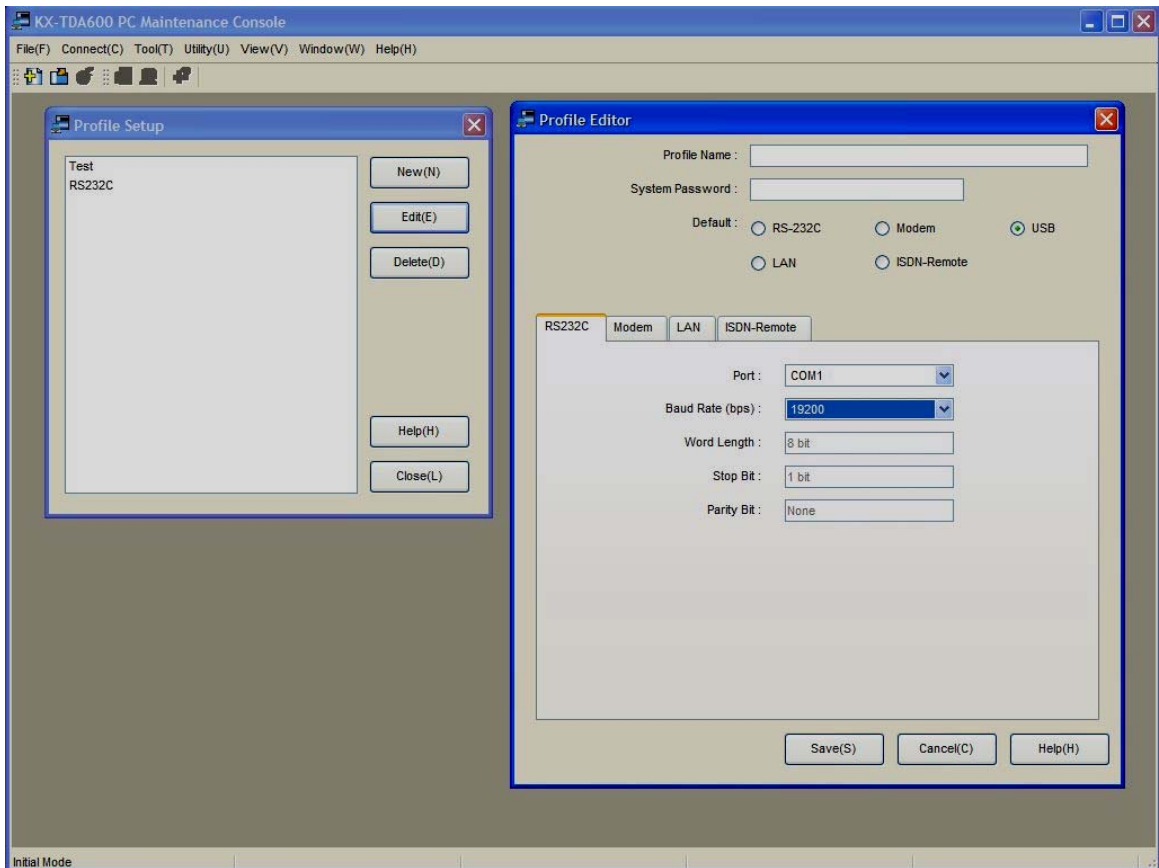 KX-TDA600 PC Maintenance Console
File(F) Connect(C) Tool(T) Utility(U) View(V) Window(W) Help(H)
Profile Setup
Test
RS232C
New(N)
Edit(E)
Delete(D)
Help(H)
Close(L)
Profile Editor
Profile Name :
System Password :
Default : RS-232C Modem USB
LAN ISDN-Remote
RS232C Modem LAN ISDN-Remote
Port : COM1
Baud Rate (bps) : 19200
Word Length : 8 bit
Stop Bit : 1 bit
Parity Bit : None
Save(S) Cancel(C) Help(H)
Initial Mode